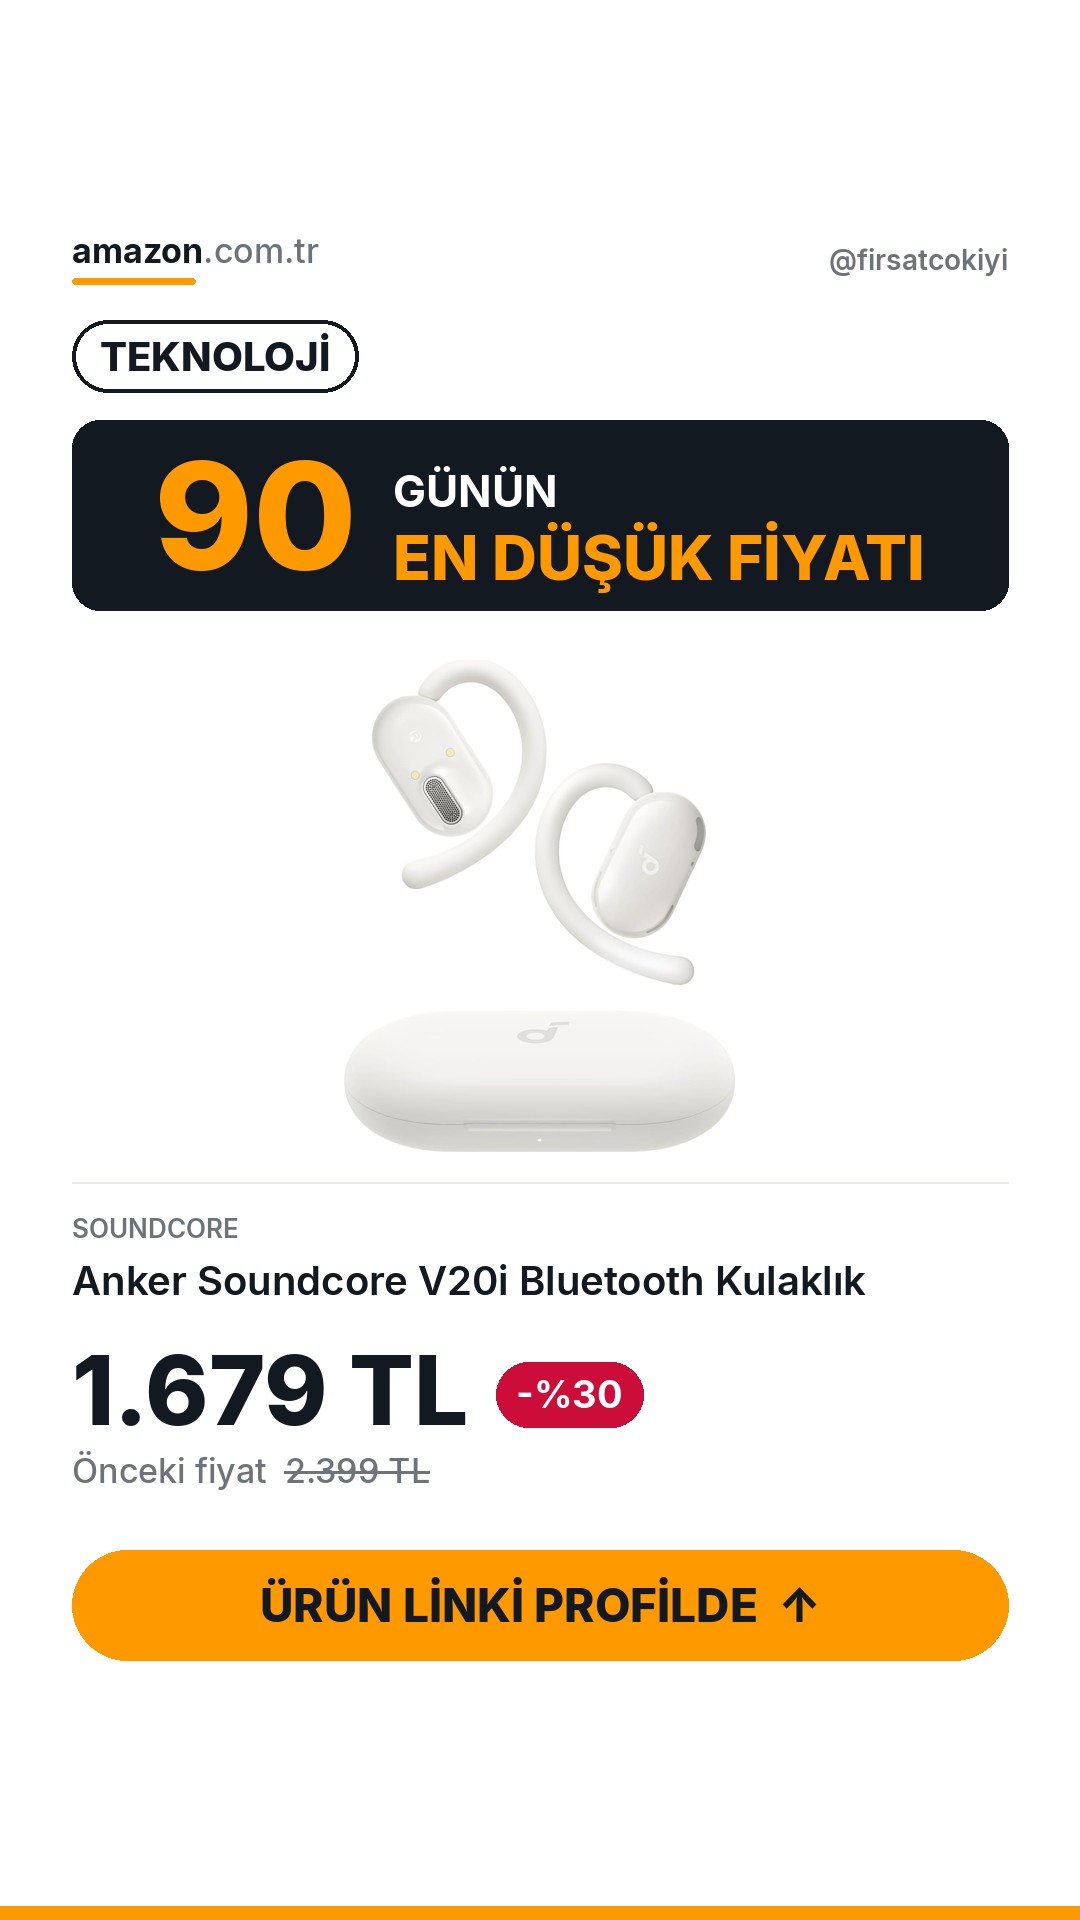 amazon.com.tr
@firsatcokiyi
TEKNOLOJİ
90 GÜNÜN
EN DÜŞÜK FİYATI
SOUNDCORE
Anker Soundcore V20i Bluetooth Kulaklık
1.679 TL -%30
Önceki fiyat 2.399 TL
ÜRÜN LİNKİ PROFİLDE ↑